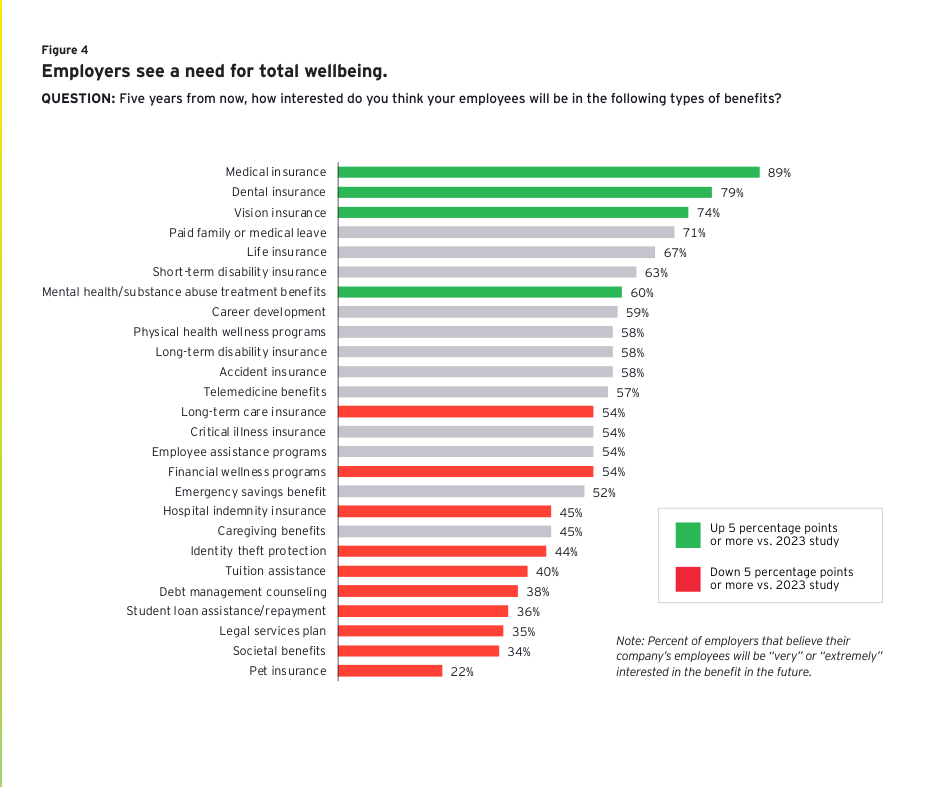 Figure 4
Employers see a need for total wellbeing.
QUESTION: Five years from now, how interested do you think your employees will be in the following types of benefits?
Medical insurance 89%
Dental insurance 79%
Vision insurance 74%
Paid family or medical leave 71%
Life insurance 67%
Short-term disability insurance 63%
Mental health/substance abuse treatment benefits 60%
Career development 59%
Physical health wellness programs 58%
Long-term disability insurance 58%
Accident insurance 58%
Telemedicine benefits 57%
Long-term care insurance 54%
Critical illness insurance 54%
Employee assistance programs 54%
Financial wellness programs 54%
Emergency savings benefit 52%
Hospital indemnity insurance 45%
Caregiving benefits 45%
Identity theft protection 44%
Tuition assistance 40%
Debt management counseling 38%
Student loan assistance/repayment 36%
Legal services plan 35%
Societal benefits 34%
Pet insurance 22%
Up 5 percentage points
or more vs. 2023 study
Down 5 percentage points
or more vs. 2023 study
Note: Percent of employers that believe their
company's employees will be “very” or “extremely”
interested in the benefit in the future.